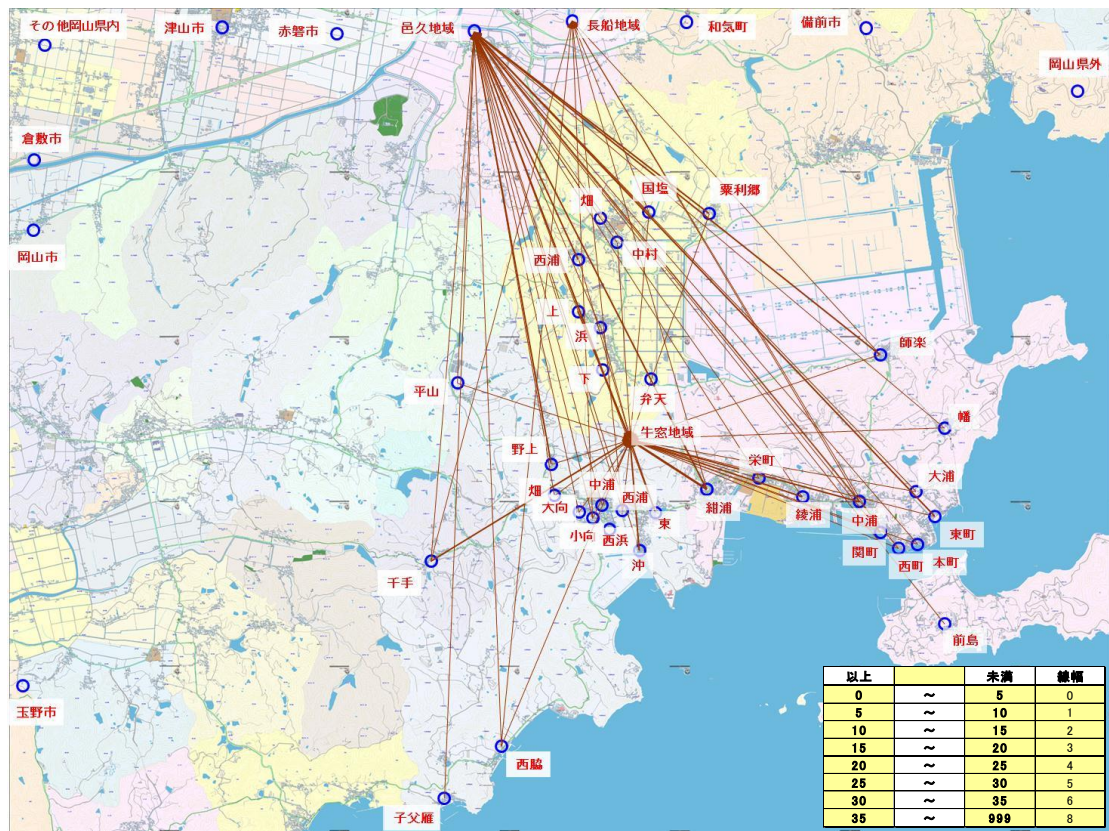 その他岡山県内
津山市
赤磐市
邑久地域
長船地域
和気町
備前市
岡山県外
倉敷市
岡山市
畑
国塩
粟利郷
中村
西浦
上
浜
師楽
下
平山
弁天
幡
牛窓地域
野上
栄町
大浦
畑
中浦
西浦
大向
紺浦
綾浦
中浦
東
小向
西浜
東町
関町
西町
本町
沖
千手
前島
玉野市
西脇
子父雁
以上 未満 線幅
0 ～ 5 0
5 ～ 10 1
10 ～ 15 2
15 ～ 20 3
20 ～ 25 4
25 ～ 30 5
30 ～ 35 6
35 ～ 999 8